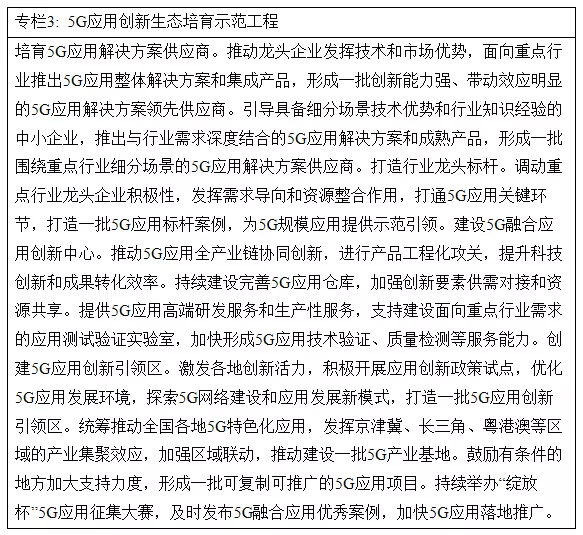 专栏3: 5G应用创新生态培育示范工程
培育5G应用解决方案供应商。推动龙头企业发挥技术和市场优势，面向重点行
业推出5G应用整体解决方案和集成产品，形成一批创新能力强、带动效应明显
的5G应用解决方案领先供应商。引导具备细分场景技术优势和行业知识经验的
中小企业，推出与行业需求深度结合的5G应用解决方案和成熟产品，形成一批
围绕重点行业细分场景的5G应用解决方案供应商。打造行业龙头标杆。调动重
点行业龙头企业积极性，发挥需求导向和资源整合作用，打通5G应用关键环
节，打造一批5G应用标杆案例，为5G规模应用提供示范引领。建设5G融合应
用创新中心。推动5G应用全产业链协同创新，进行产品工程化攻关，提升科技
创新和成果转化效率。持续建设完善5G应用仓库，加强创新要素供需对接和资
源共享。提供5G应用高端研发服务和生产性服务，支持建设面向重点行业需求
的应用测试验证实验室，加快形成5G应用技术验证、质量检测等服务能力。创
建5G应用创新引领区。激发各地创新活力，积极开展应用创新政策试点，优化
5G应用发展环境，探索5G网络建设和应用发展新模式，打造一批5G应用创新
引领区。统筹推动全国各地5G特色化应用，发挥京津冀、长三角、粤港澳等区
域的产业集聚效应，加强区域联动，推动建设一批5G产业基地。鼓励有条件的
地方加大支持力度，形成一批可复制可推广的5G应用项目。持续举办“绽放
杯”5G应用征集大赛，及时发布5G融合应用优秀案例，加快5G应用落地推广。